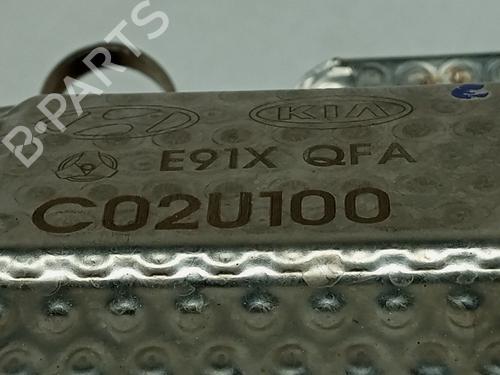 B-PARTS
KIA
E91X QFA
C02U100